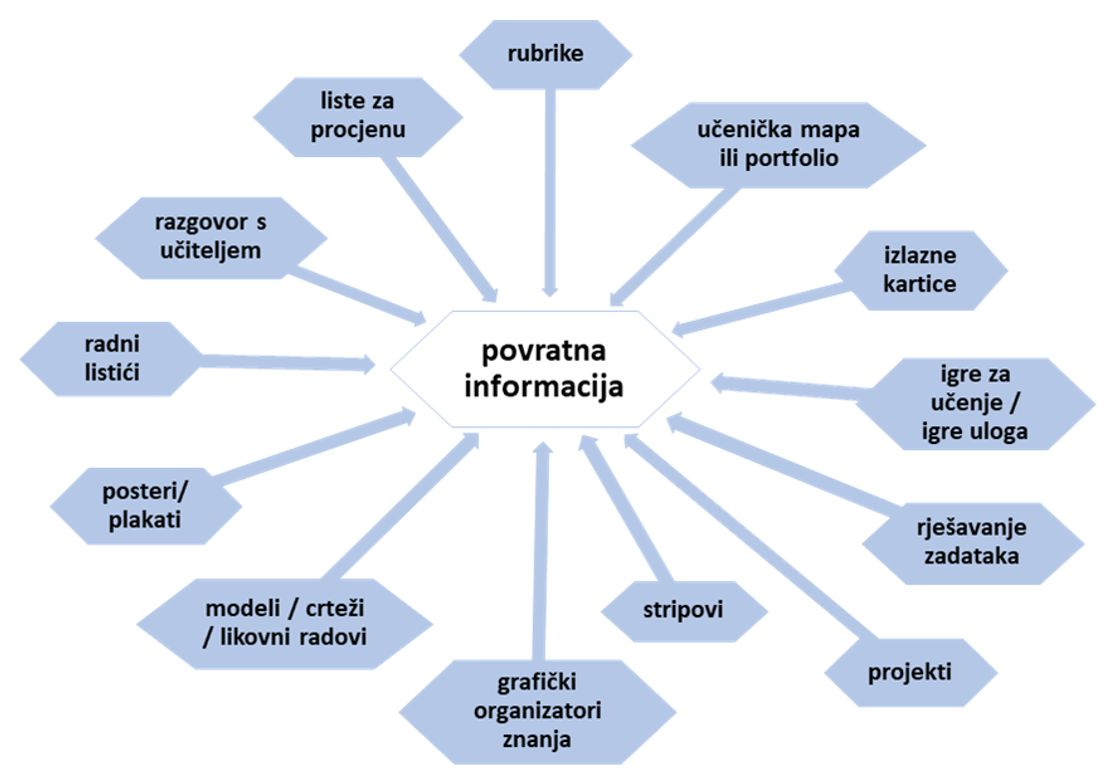 rubrike
liste za
procjenu
učenička mapa
ili portfolio
razgovor s
učiteljem
izlazne
kartice
radni
listići
povratna
informacija
igre za
učenje /
igre uloga
posteri/
plakati
rješavanje
zadataka
modeli / crteži
/ likovni radovi
stripovi
projekti
grafički
organizatori
znanja